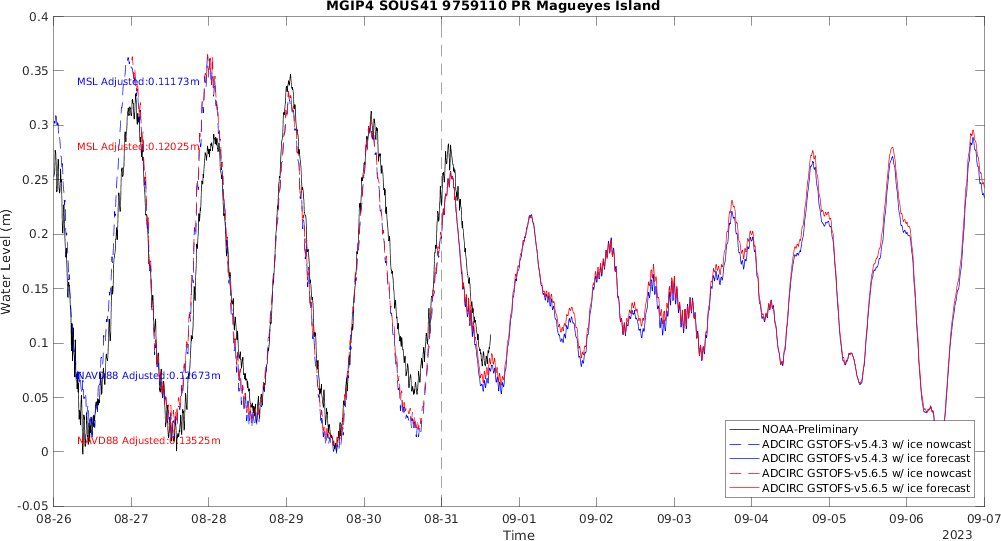 MGIP4 SOUS41 9759110 PR Magueyes Island
0.4
0.35
0.3
0.25
0.2
0.15
0.1
0.05
0
-0.05
Water Level (m)
MSL Adjusted:0.11173m
MSL Adjusted:0.12025m
NAVD88 Adjusted:0.12673m
NAVD88 Adjusted:0.13525m
NOAA-Preliminary
ADCIRC GSTOFS-v5.4.3 w/ ice nowcast
ADCIRC GSTOFS-v5.4.3 w/ ice forecast
ADCIRC GSTOFS-v5.6.5 w/ ice nowcast
ADCIRC GSTOFS-v5.6.5 w/ ice forecast
08-26 08-27 08-28 08-29 08-30 08-31 09-01 09-02 09-03 09-04 09-05 09-06 09-07
Time
2023